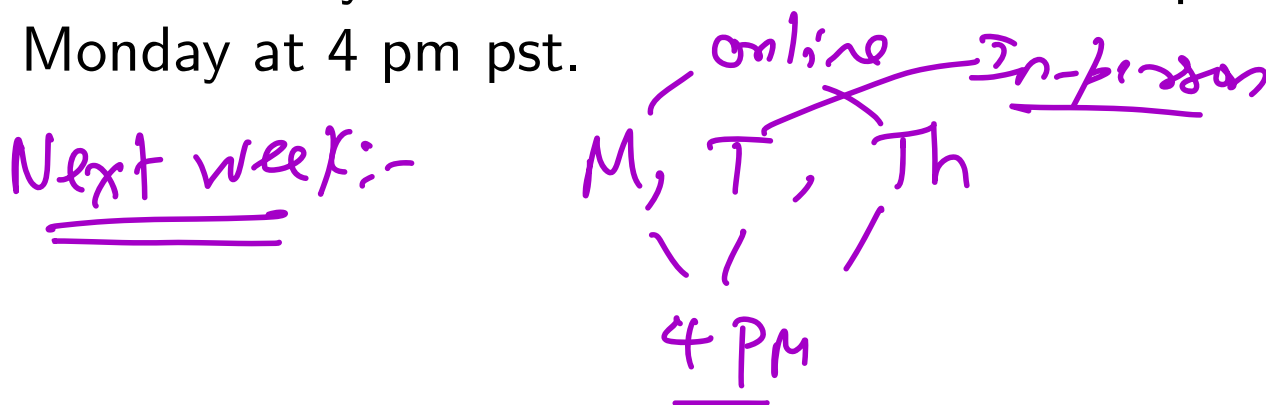 Monday at 4 pm pst.
online In-person
Next week:- M, T, Th
4 PM